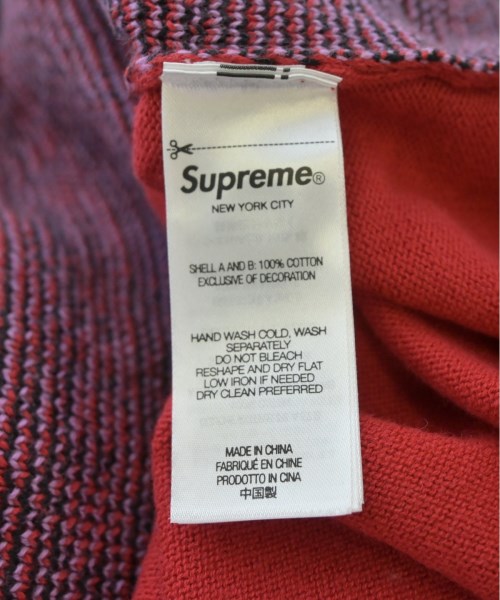 Supreme®
NEW YORK CITY
SHELL A AND B: 100% COTTON
EXCLUSIVE OF DECORATION
HAND WASH COLD, WASH
SEPARATELY
DO NOT BLEACH
RESHAPE AND DRY FLAT
LOW IRON IF NEEDED
DRY CLEAN PREFERRED
MADE IN CHINA
FABRIQUÉ EN CHINE
PRODOTTO IN CINA
中国製